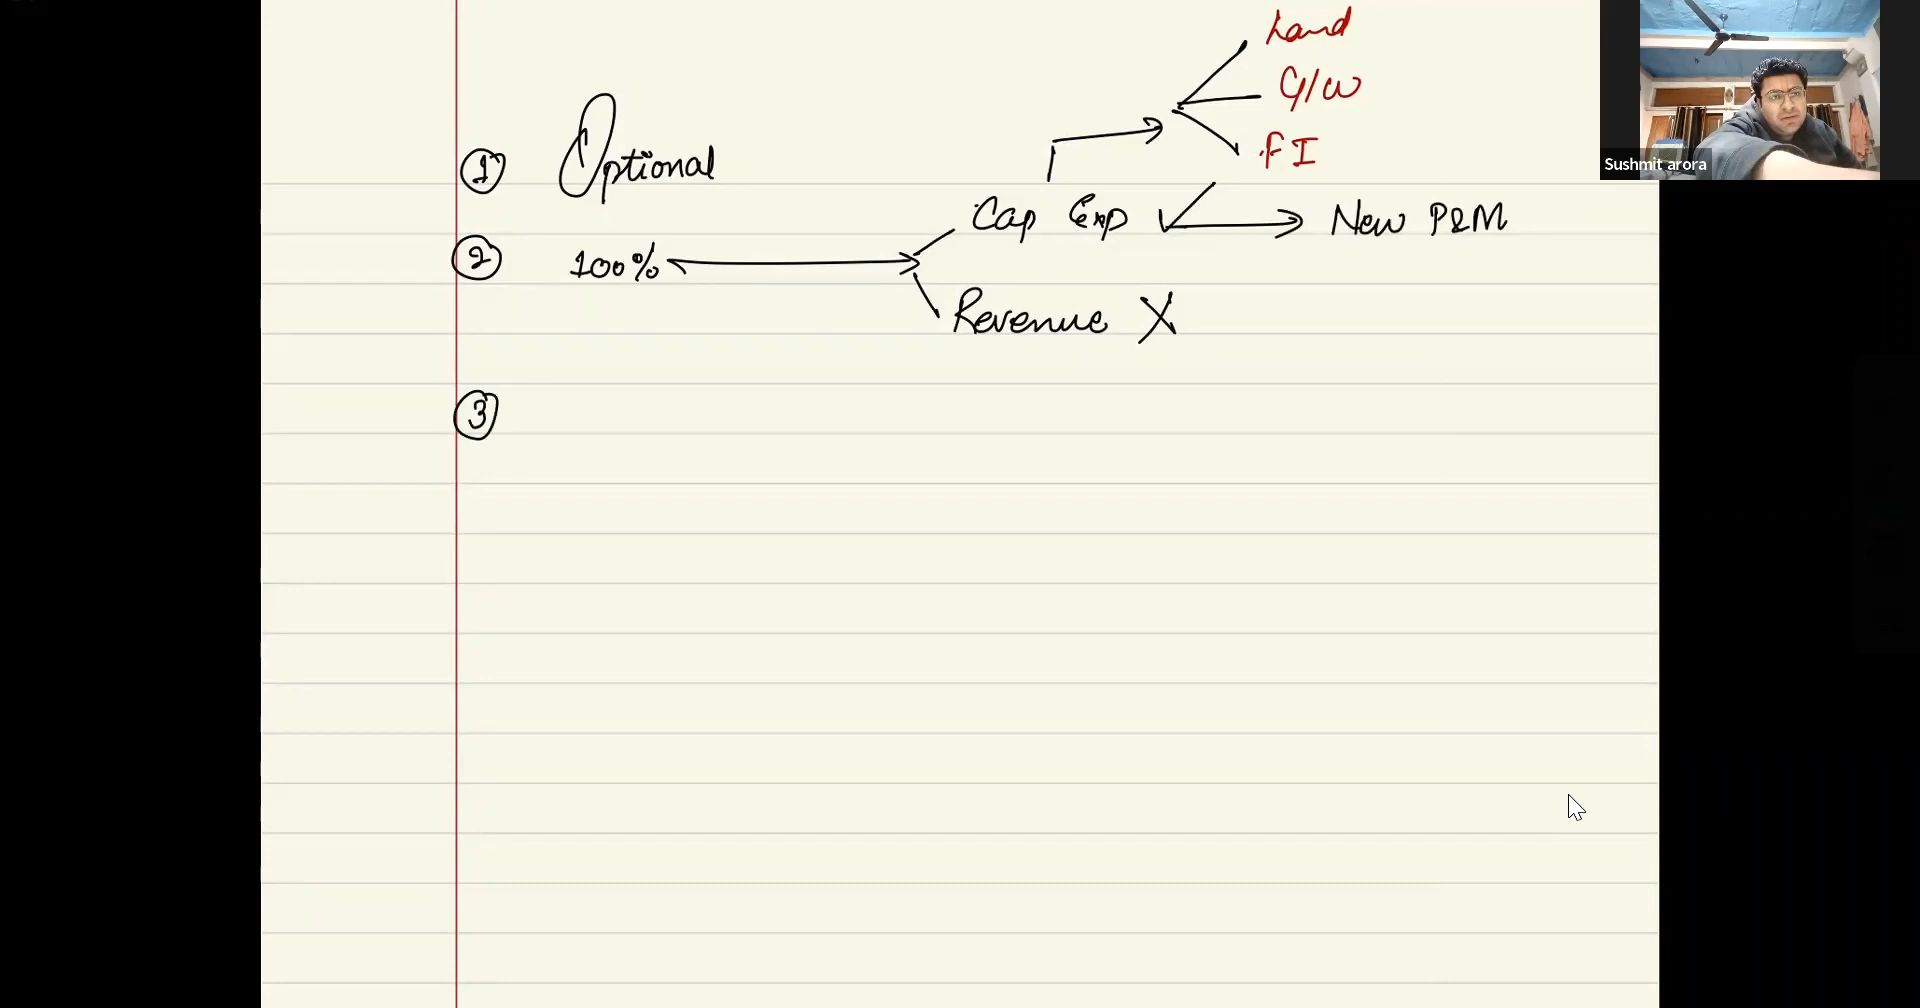 Land
G/W
FI
① Optional
Cap Exp ✓ → New P&M
② 100% →
Revenue X
③
Sushmit arora